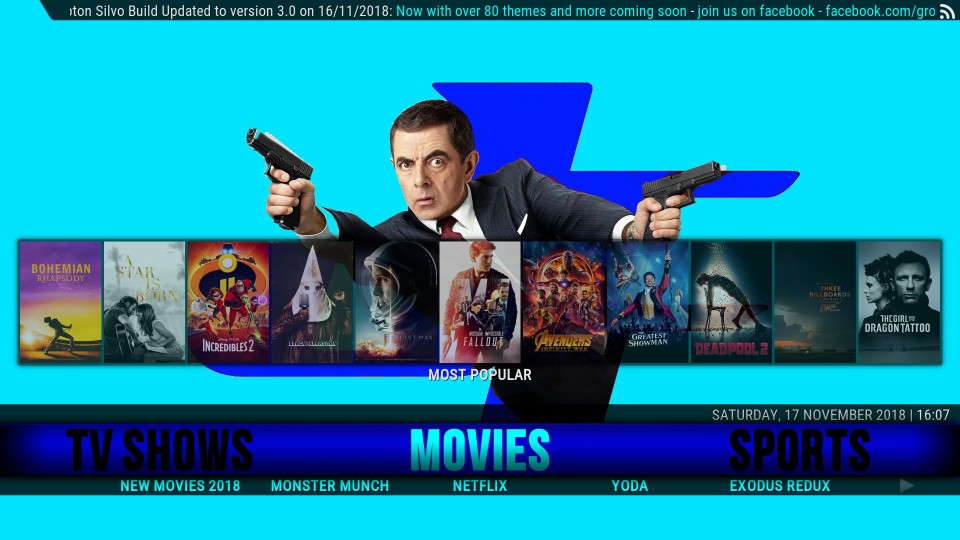 ton Silvo Build Updated to version 3.0 on 16/11/2018: Now with over 80 themes and more coming soon - join us on facebook - facebook.com/gro
BOHEMIAN
RHAPSODY
A
STAR
IS
BORN
INCREDIBLES 2
MISSION: IMPOSSIBLE
FALLOUT
AVENGERS
INFINITY WAR
THE
GREATEST
SHOWMAN
DEADPOOL 2
THREE
BILLBOARDS
THE GIRL WITH THE
DRAGON TATTOO
MOST POPULAR
SATURDAY, 17 NOVEMBER 2018 | 16:07
TV SHOWS
MOVIES
SPORTS
NEW MOVIES 2018
MONSTER MUNCH
NETFLIX
YODA
EXODUS REDUX